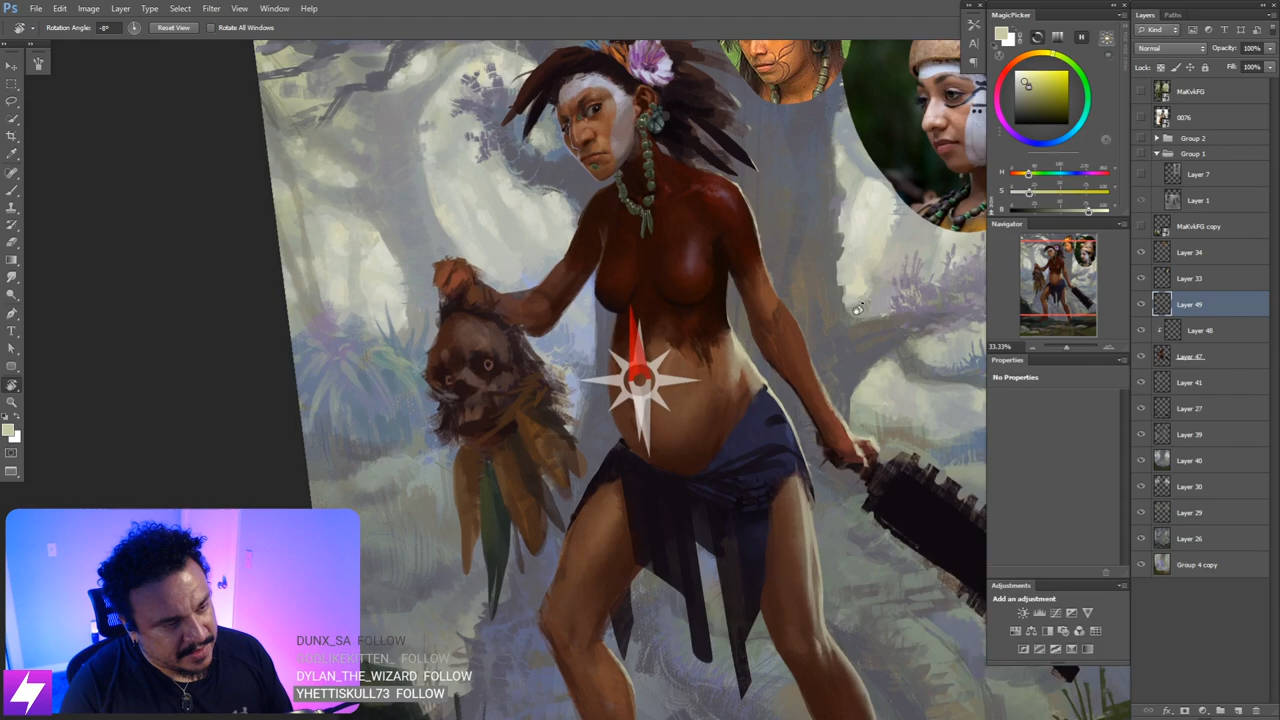 Ps File Edit Image Layer Type Select Filter View Window Help
Rotation Angle: -8° Reset View Rotate All Windows
MagicPicker
H
H
S
B
Navigator
33.33%
Properties
No Properties
Adjustments
Add an adjustment
Layers Paths
Kind
Normal Opacity: 100%
Lock: Fill: 100%
MaKvkFG
0076
Group 2
Group 1
Layer 7
Layer 1
MaKvkFG copy
Layer 34
Layer 33
Layer 49
Layer 48
Layer 47
Layer 41
Layer 27
Layer 39
Layer 40
Layer 30
Layer 29
Layer 26
Group 4 copy
DUNX_SA FOLLOW
GUDLIKEKITTEN_ FOLLOW
DYLAN_THE_WIZARD FOLLOW
YHETTISKULL73 FOLLOW